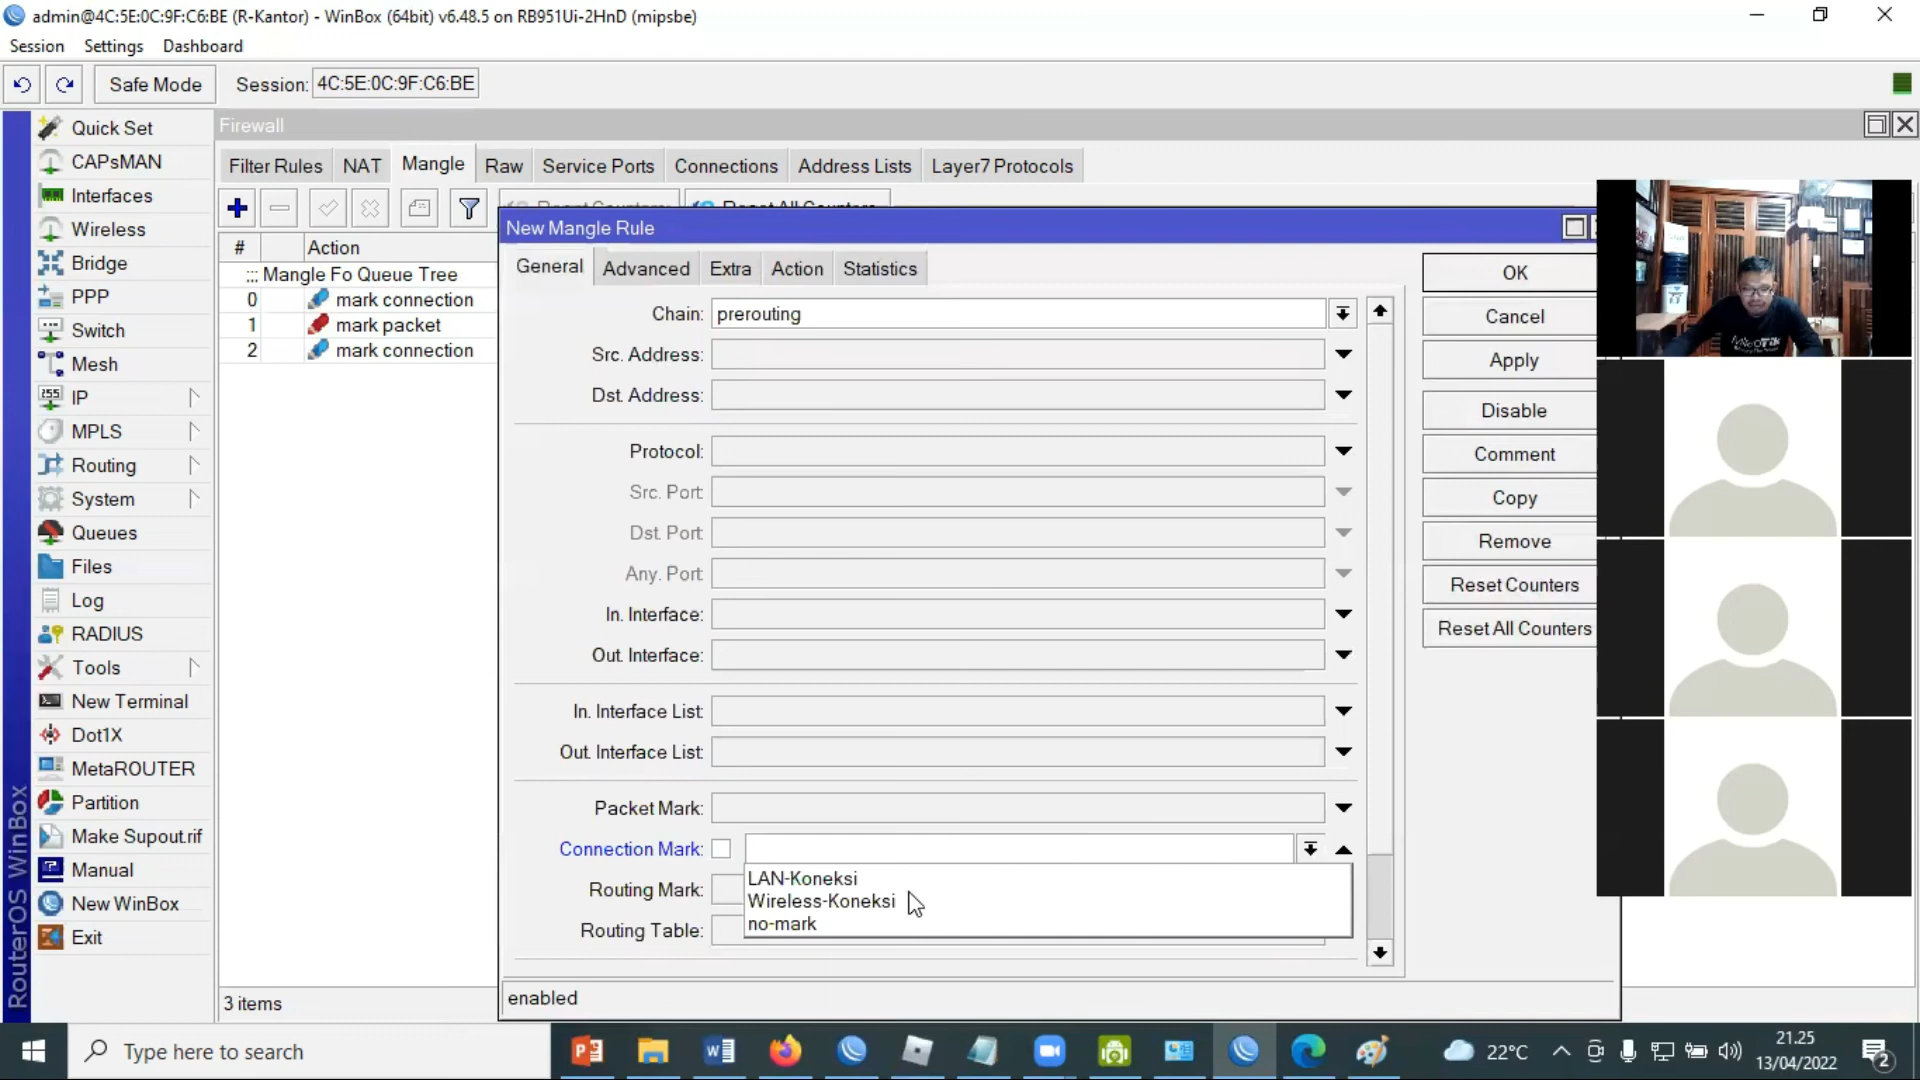 admin@4C:5E:0C:9F:C6:BE (R-Kantor) - WinBox (64bit) v6.48.5 on RB951Ui-2HnD (mipsbe)
Session Settings Dashboard
Safe Mode Session: 4C:5E:0C:9F:C6:BE
Quick Set
CAPsMAN
Interfaces
Wireless
Bridge
PPP
Switch
Mesh
IP
MPLS
Routing
System
Queues
Files
Log
RADIUS
Tools
New Terminal
Dot1X
MetaROUTER
Partition
Make Supout.rif
Manual
New WinBox
Exit
RouterOS WinBox
Firewall
Filter Rules NAT Mangle Raw Service Ports Connections Address Lists Layer7 Protocols
Reset Counters Reset All Counters
# Action
;;; Mangle Fo Queue Tree
0 mark connection
1 mark packet
2 mark connection
3 items
New Mangle Rule
General Advanced Extra Action Statistics
Chain: prerouting
Src. Address:
Dst. Address:
Protocol:
Src. Port:
Dst. Port:
Any. Port:
In. Interface:
Out. Interface:
In. Interface List:
Out. Interface List:
Packet Mark:
Connection Mark:
LAN-Koneksi
Wireless-Koneksi
no-mark
Routing Mark:
Routing Table:
enabled
OK
Cancel
Apply
Disable
Comment
Copy
Remove
Reset Counters
Reset All Counters
Type here to search
22°C
21.25
13/04/2022
2